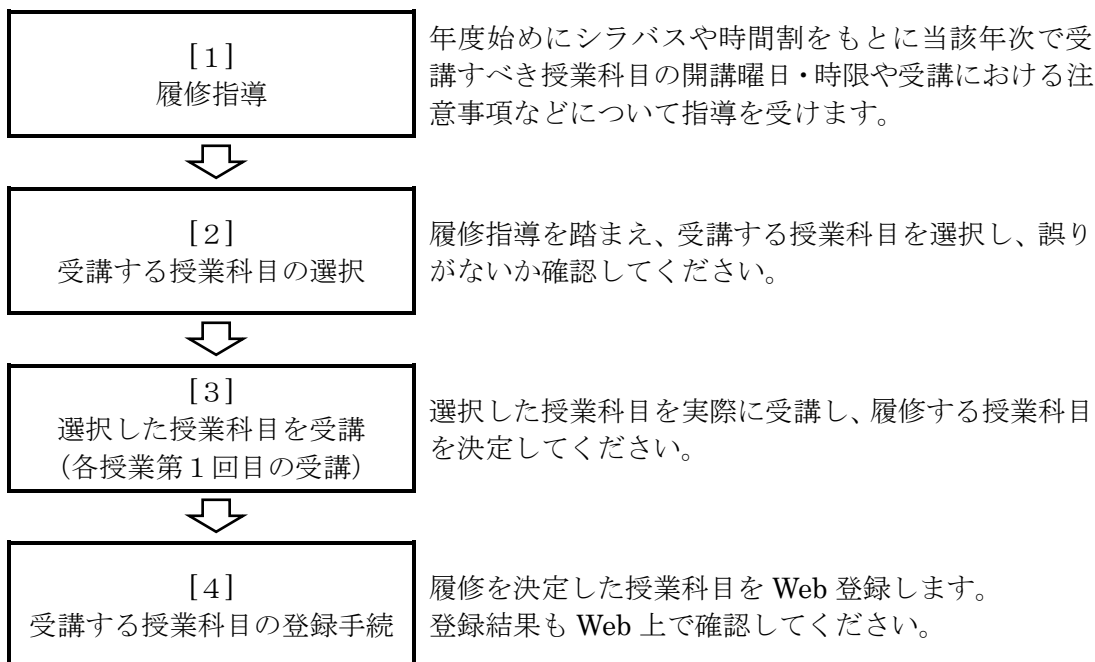 [1]
履修指導
年度始めにシラバスや時間割をもとに当該年次で受
講すべき授業科目の開講曜日・時限や受講における注
意事項などについて指導を受けます。
[2]
受講する授業科目の選択
履修指導を踏まえ、受講する授業科目を選択し、誤り
がないか確認してください。
[3]
選択した授業科目を受講
(各授業第1回目の受講)
選択した授業科目を実際に受講し、履修する授業科目
を決定してください。
[4]
受講する授業科目の登録手続
履修を決定した授業科目を Web 登録します。
登録結果も Web 上で確認してください。